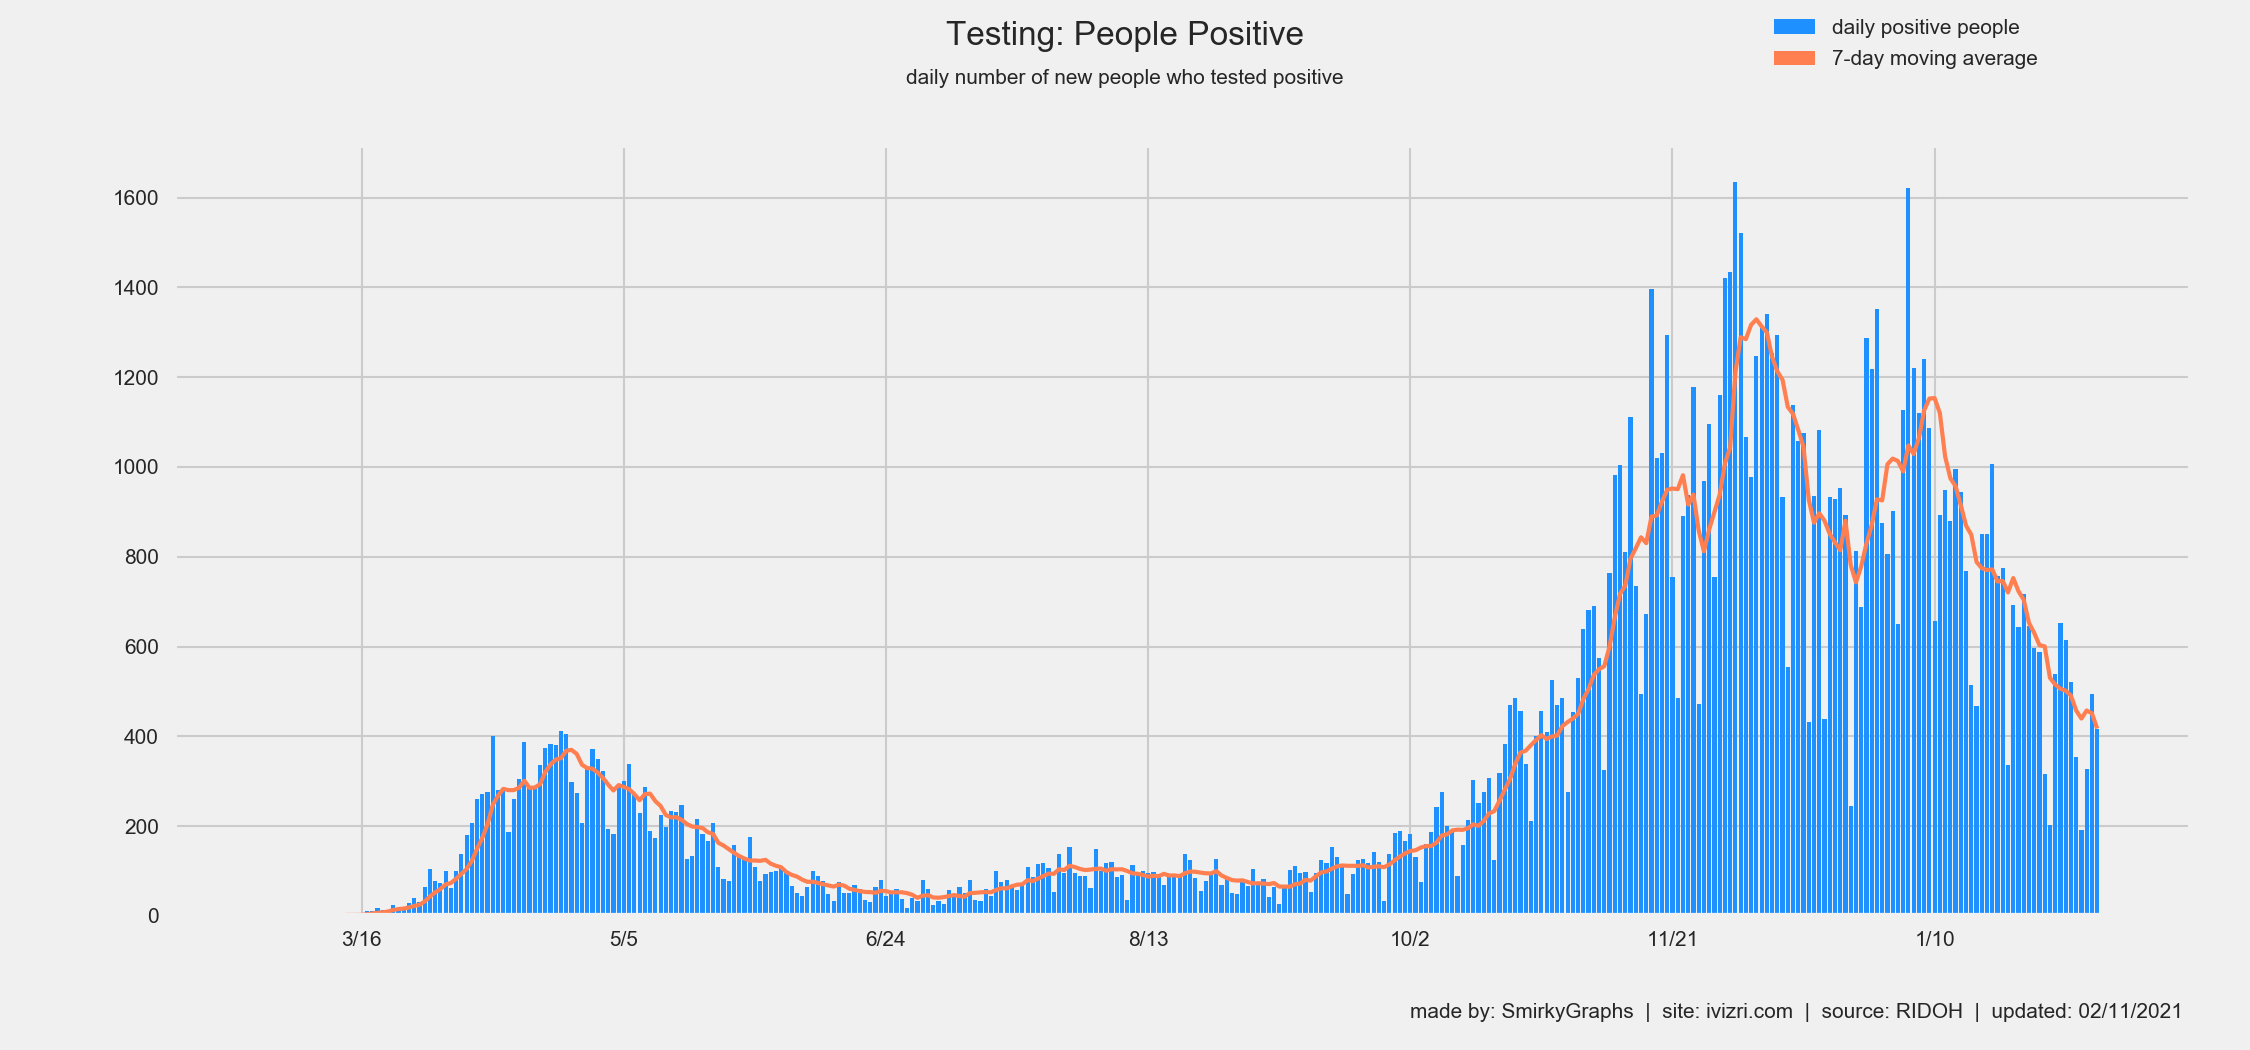 Testing: People Positive
daily number of new people who tested positive
daily positive people
7-day moving average
1600
1400
1200
1000
800
600
400
200
0
3/16 5/5 6/24 8/13 10/2 11/21 1/10
made by: SmirkyGraphs | site: ivizri.com | source: RIDOH | updated: 02/11/2021